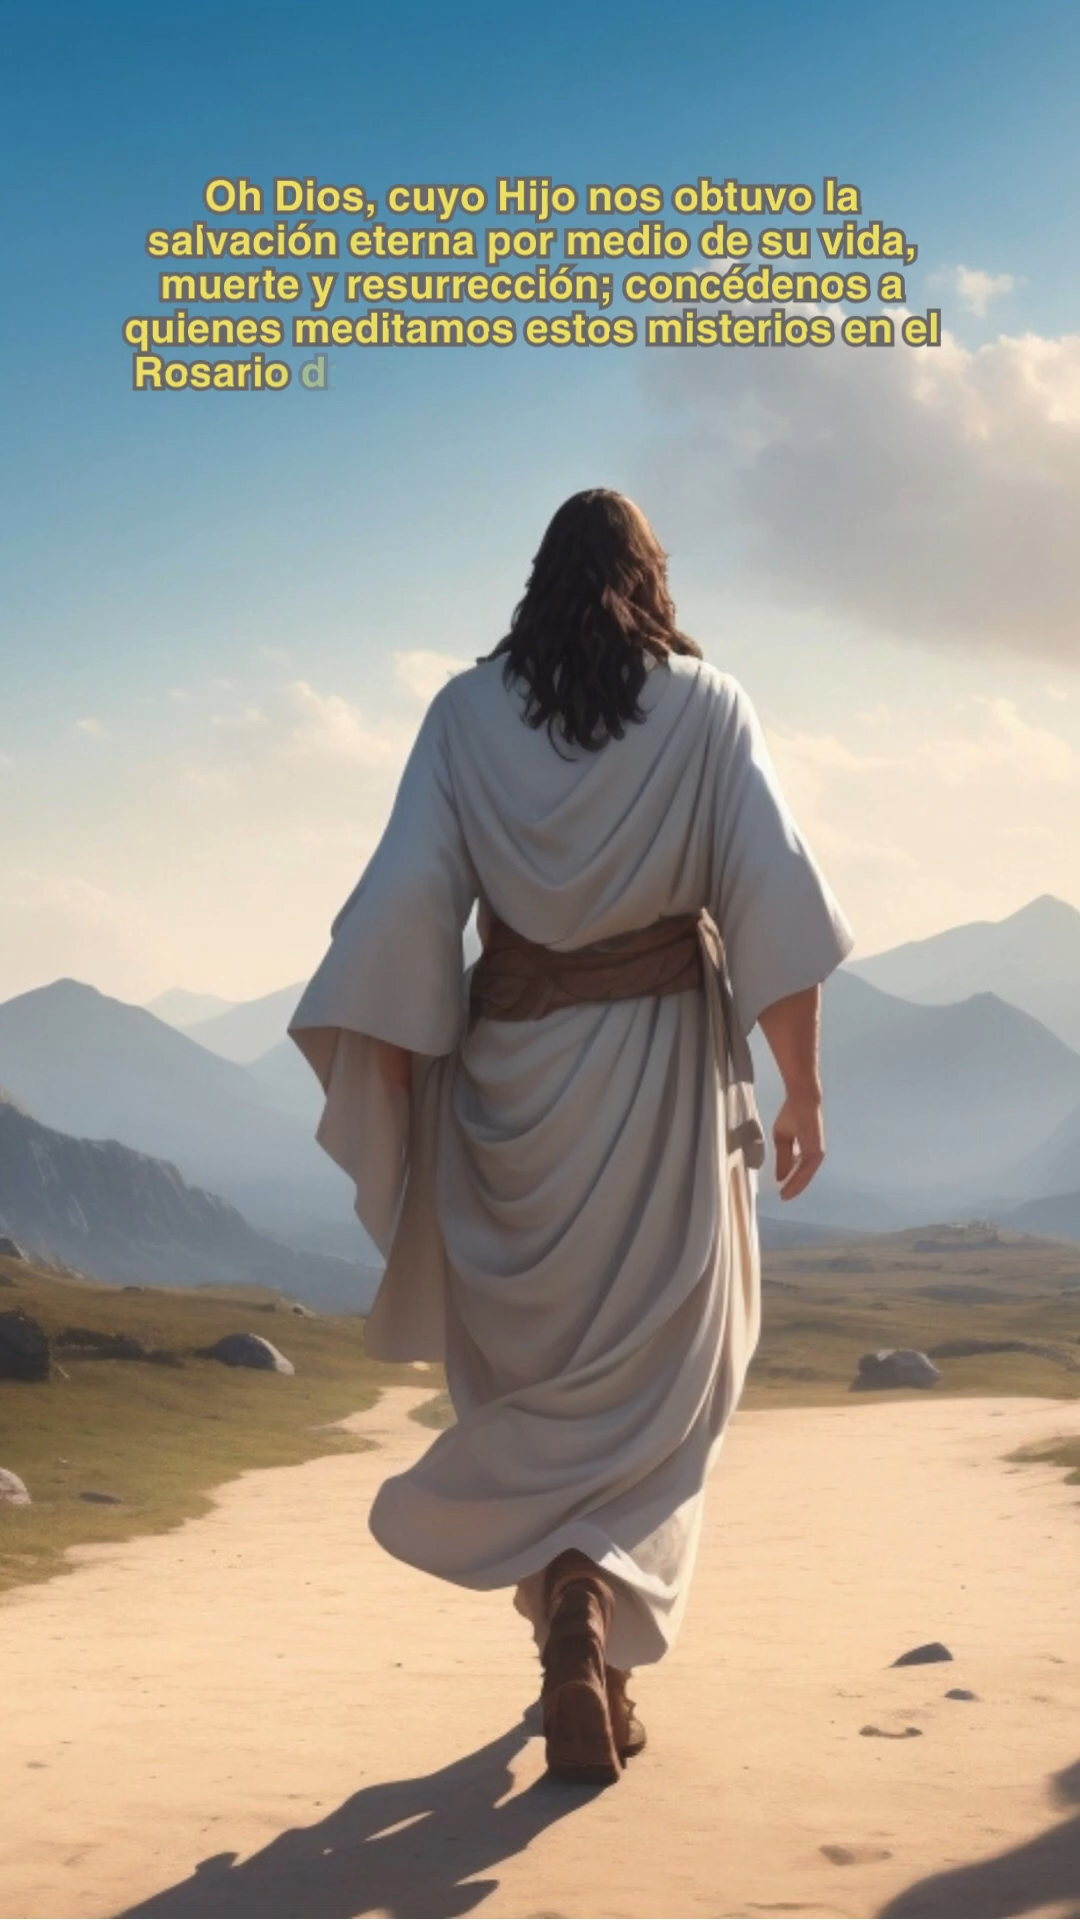 Oh Dios, cuyo Hijo nos obtuvo la
salvación eterna por medio de su vida,
muerte y resurrección; concédenos a
quienes meditamos estos misterios en el
Rosario d